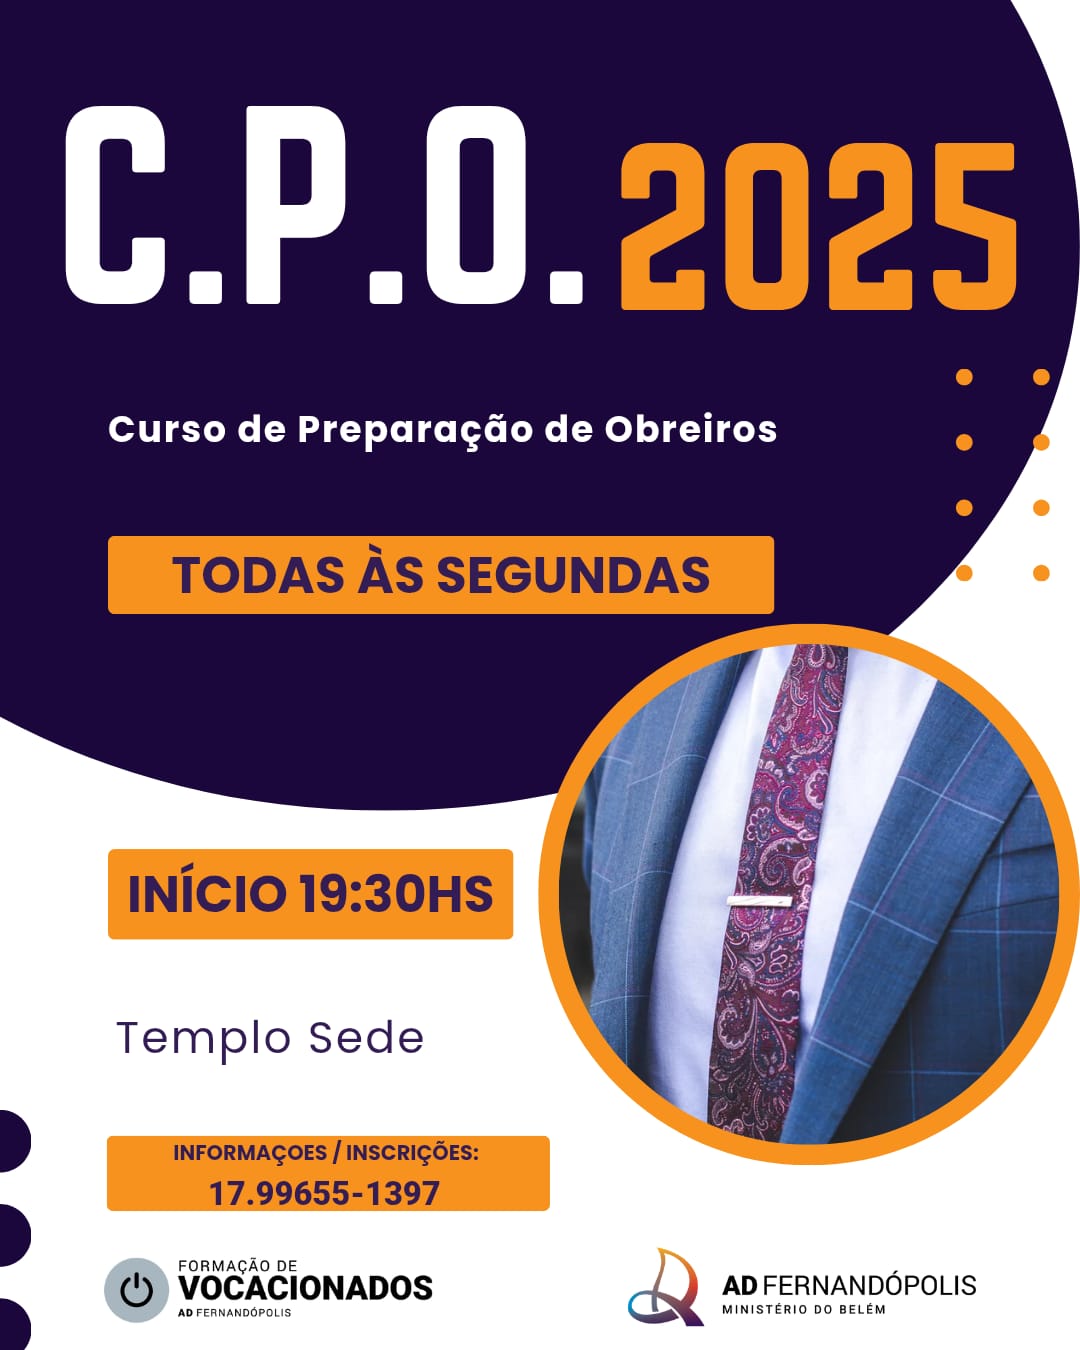 C.P.O. 2025
Curso de Preparação de Obreiros
TODAS ÀS SEGUNDAS
INÍCIO 19:30HS
Templo Sede
INFORMAÇOES / INSCRIÇÕES:
17.99655-1397
FORMAÇÃO DE
VOCACIONADOS
AD FERNANDÓPOLIS
AD FERNANDÓPOLIS
MINISTÉRIO DO BELÉM